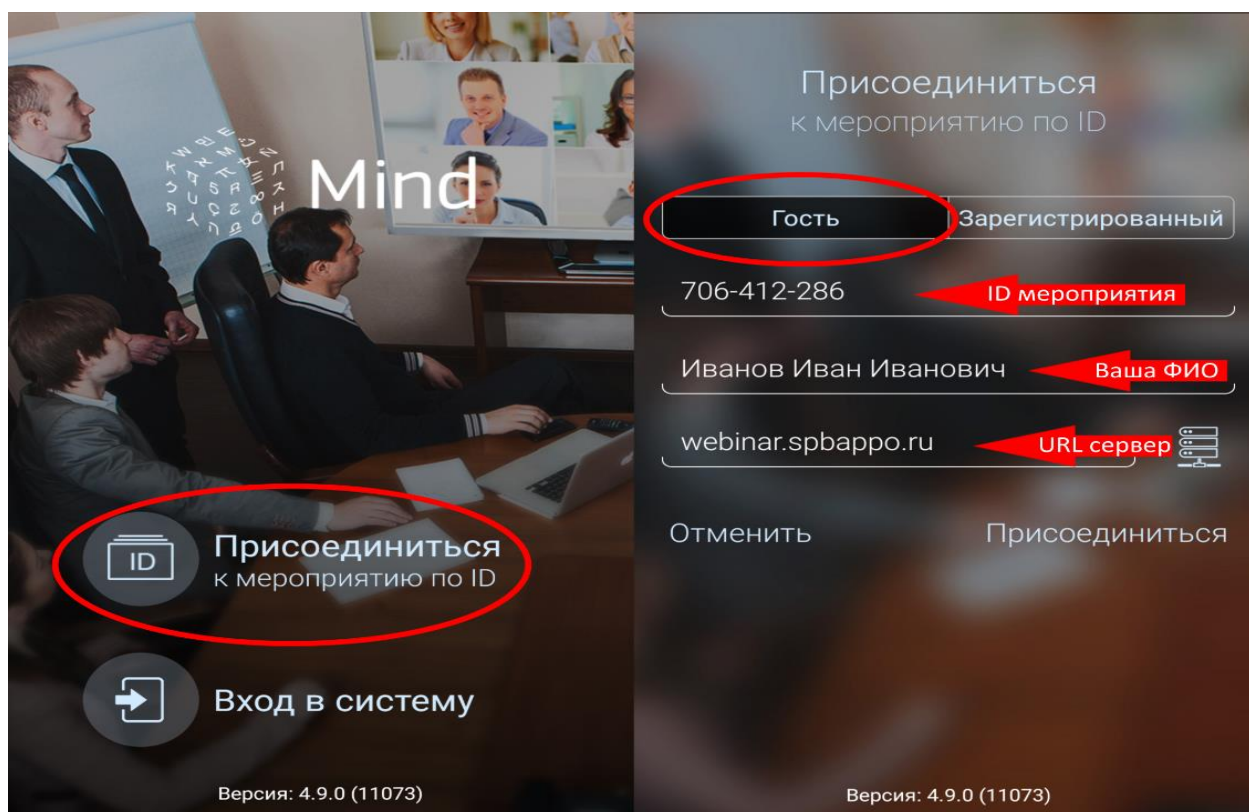 Mind
ID
Присоединиться
к мероприятию по ID
Вход в систему
Версия: 4.9.0 (11073)
Присоединиться
к мероприятию по ID
Гость
Зарегистрированный
706-412-286
ID мероприятия
Иванов Иван Иванович
Ваша ФИО
webinar.spbappo.ru
URL сервер
Отменить
Присоединиться
Версия: 4.9.0 (11073)